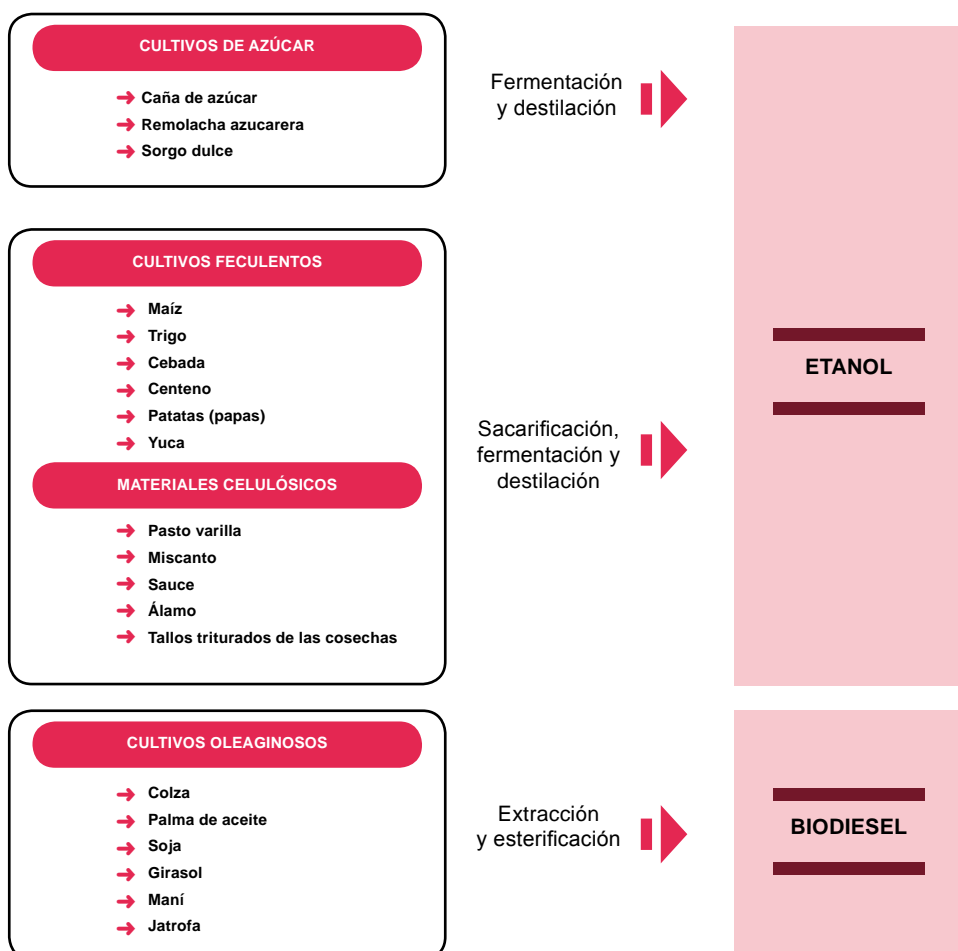 CULTIVOS DE AZÚCAR
Caña de azúcar
Remolacha azucarera
Sorgo dulce
Fermentación
y destilación
CULTIVOS FECULENTOS
Maíz
Trigo
Cebada
Centeno
Patatas (papas)
Yuca
MATERIALES CELULÓSICOS
Pasto varilla
Miscanto
Sauce
Álamo
Tallos triturados de las cosechas
Sacarificación,
fermentación y
destilación
ETANOL
CULTIVOS OLEAGINOSOS
Colza
Palma de aceite
Soja
Girasol
Maní
Jatrofa
Extracción
y esterificación
BIODIESEL